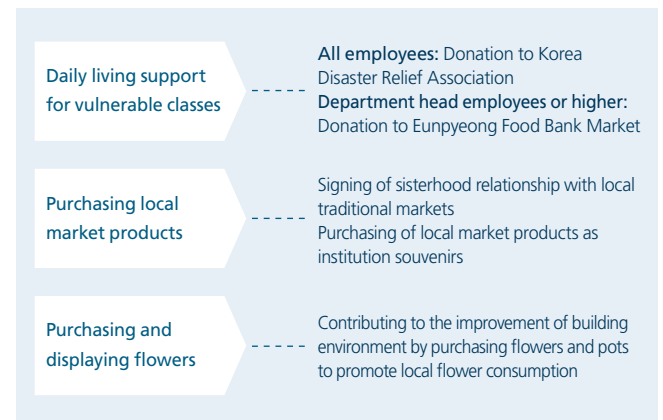 Daily living support
for vulnerable classes
All employees: Donation to Korea
Disaster Relief Association
Department head employees or higher:
Donation to Eunpyeong Food Bank Market
Purchasing local
market products
Signing of sisterhood relationship with local
traditional markets
Purchasing of local market products as
institution souvenirs
Purchasing and
displaying flowers
Contributing to the improvement of building
environment by purchasing flowers and pots
to promote local flower consumption